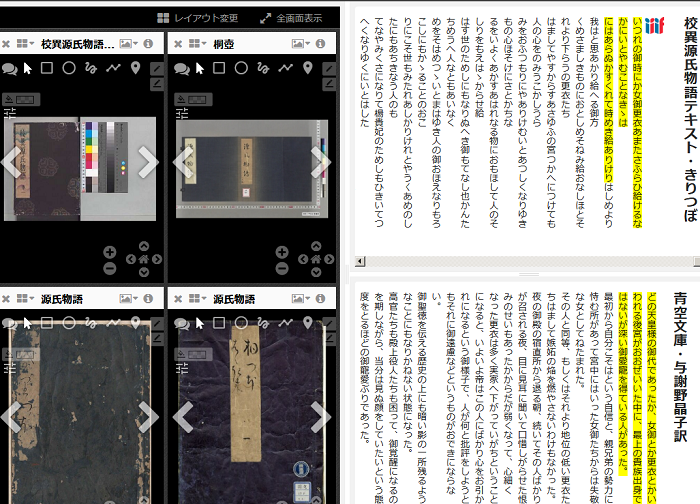 レイアウト変更
全画面表示
校異源氏物語...
桐壺
源氏物語
源氏物語
校異源氏物語テキスト・きりつぼ
いつれの御時にか女御更衣あまたさふらひ給けるな
かにいとやむことなきゝは
にはあらぬかすくれて時めき給ありけりはしめより
我はと思あかり給へる御方
くめさましきものにおとしめそねみ給おなしほとそ
れより下らうの更衣たち
はましてやすからすあさゆふの宮つかへにつけても
人の心をのみうこかしうら
みをおふつもりにやありけむいとあつしくなりゆき
もの心ほそけにさとかちな
るをいよ〱あかすあはれなる物におもほして人のそ
しりをもえはゝからせ給
はす世のためしにもなりぬへき御もてなし也かんた
ちめうへ人なともあいなく
めをそはめつゝいとまはゆき人の御おほえなりもろ
こしにもかゝることのおこ
りにこそ世もみたれあしかりけれとやう〱あめのし
たにもあちきなう人のも
てなやみくさになりて楊貴妃のためしもひきいてつ
へくなりゆくにいとはした
青空文庫・与謝野晶子訳
どの天皇様の御代であったか、女御とか更衣とかい
われる後宮がおおぜいいた中に、最上の貴族出身で
はないが深い御愛寵を得ている人があった。
最初から自分こそはという自信と、親兄弟の勢力に
恃む所があって宮中にはいった女御たちからは失敬
な女としてねたまれた。
その人と同等、もしくはそれより地位の低い更衣た
ちはまして嫉妬の焔を燃やさないわけもなかった。
夜の御殿の宿直所から退る朝、続いてその人ばかり
が召される夜、目に見耳に聞いて口惜しがらせた恨
みのせいもあったかからだが弱くなって、心細く
なった更衣は多く実家へ下がっていがちということ
になると、いよいよ帝はこの人にばかり心をお引か
れになるという御様子で、人が何と批評をしようと
もそれに御遠慮などというものがおできにならな
い。
御聖徳を伝える歴史の上にも暗い影の一所残るよう
なことにもなりかねない状態になった。
高官たちも殿上役人たちも困って、御覚醒になるの
を期しながら、当分は見ぬ顔をしていたいという態
度をとるほどの御寵愛ぶりであった。